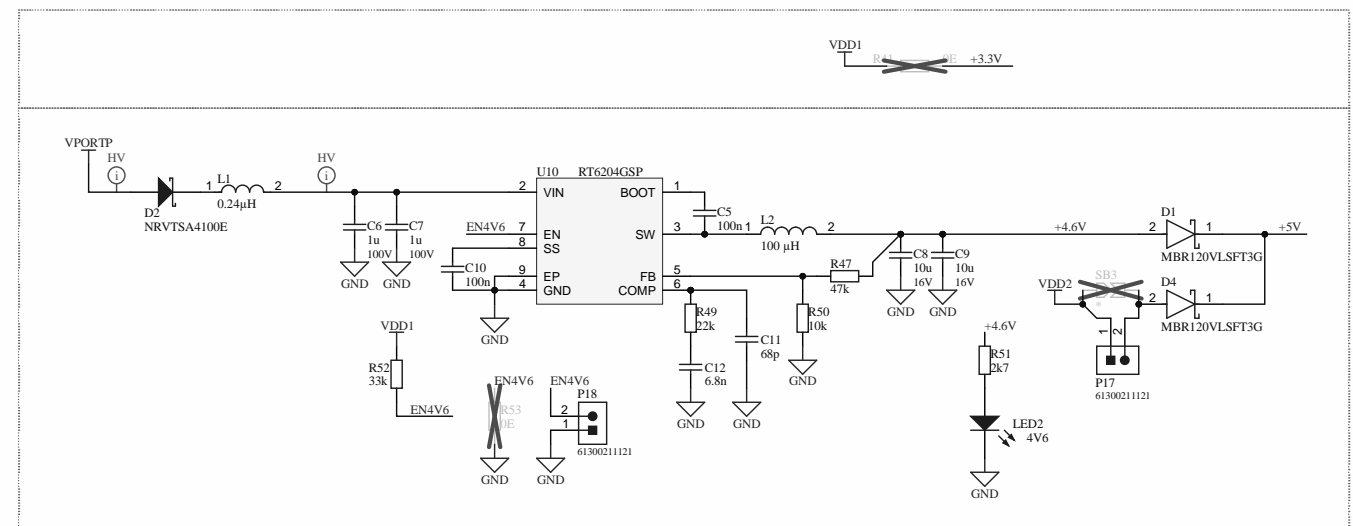 VDD1
R41 0E +3.3V
VPORTP
HV
i
HV
i
L1
1 2
0.24µH
D2
NRVTSA4100E
C6
1u
100V
C7
1u
100V
GND
GND
U10 RT6204GSP
2 VIN
BOOT 1
EN4V6 7 EN
8 SS
SW 3
9 EP
4 GND
FB 5
COMP 6
C10
100n
GND
C5
100n
L2
1 2
100 µH
R47
47k
C8
10u
16V
C9
10u
16V
GND
GND
+4.6V
D1
2 1
MBR120VLSFT3G
+5V
VDD2
SB3
D4
2 1
MBR120VLSFT3G
1
2
P17
61300211121
R49
22k
C12
6.8n
C11
68p
R50
10k
GND
GND
GND
+4.6V
R51
2k7
LED2
4V6
GND
VDD1
R52
33k
EN4V6
EN4V6
R53
0E
GND
EN4V6
P18
2
1
61300211121
GND